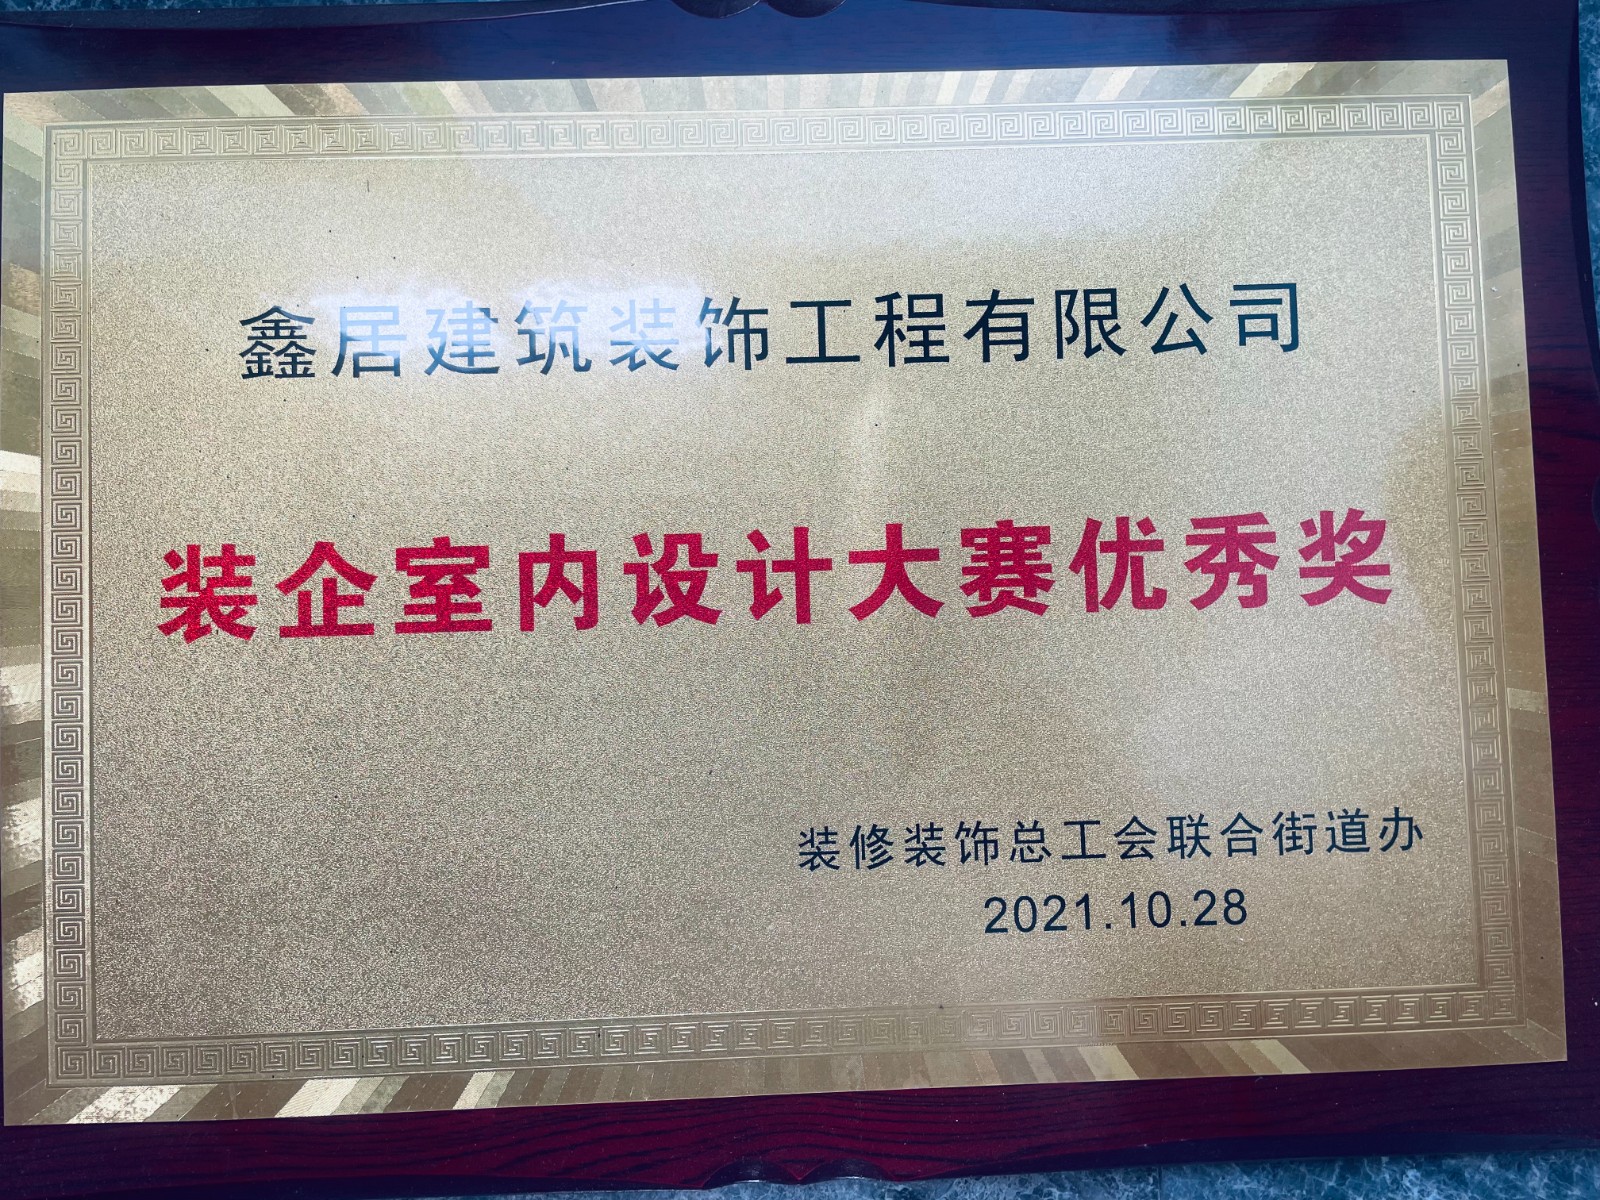 鑫居建筑装饰工程有限公司
装企室内设计大赛优秀奖
装修装饰总工会联合街道办
2021.10.28